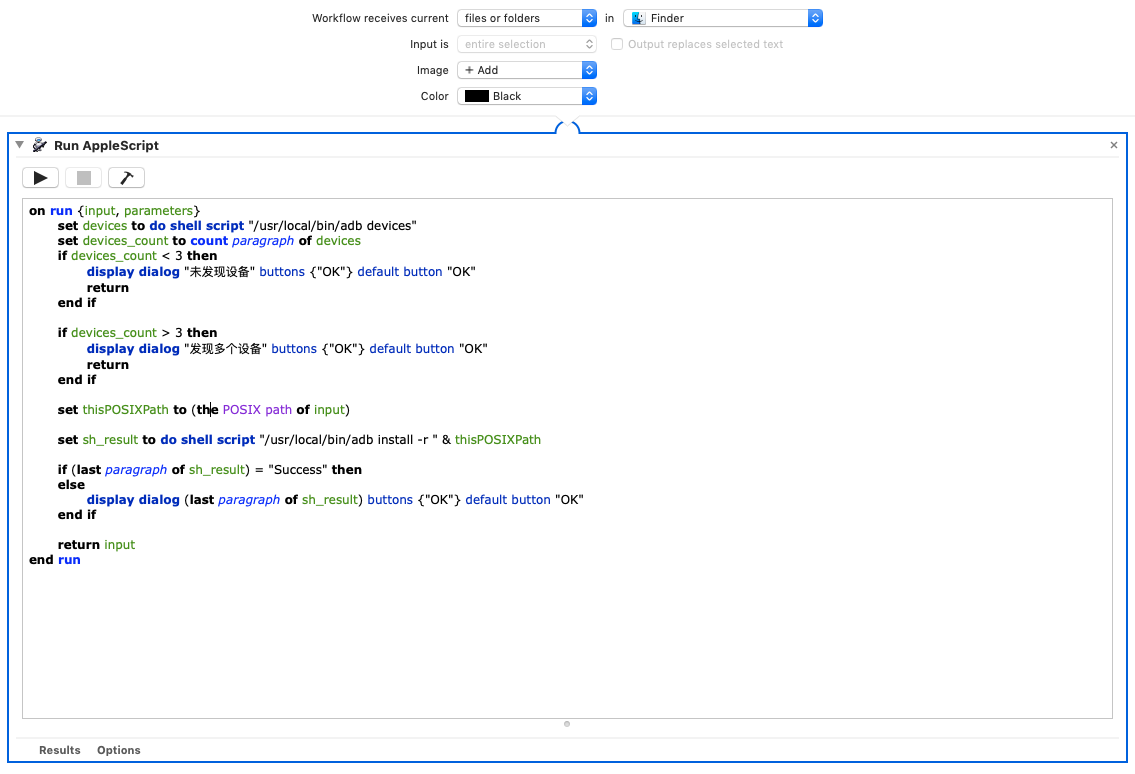 Workflow receives current files or folders in Finder
Input is entire selection Output replaces selected text
Image + Add
Color Black
Run AppleScript
on run {input, parameters}
set devices to do shell script "/usr/local/bin/adb devices"
set devices_count to count paragraph of devices
if devices_count < 3 then
display dialog "未发现设备" buttons {"OK"} default button "OK"
return
end if
if devices_count > 3 then
display dialog "发现多个设备" buttons {"OK"} default button "OK"
return
end if
set thisPOSIXPath to (the POSIX path of input)
set sh_result to do shell script "/usr/local/bin/adb install -r " & thisPOSIXPath
if (last paragraph of sh_result) = "Success" then
else
display dialog (last paragraph of sh_result) buttons {"OK"} default button "OK"
end if
return input
end run
Results Options